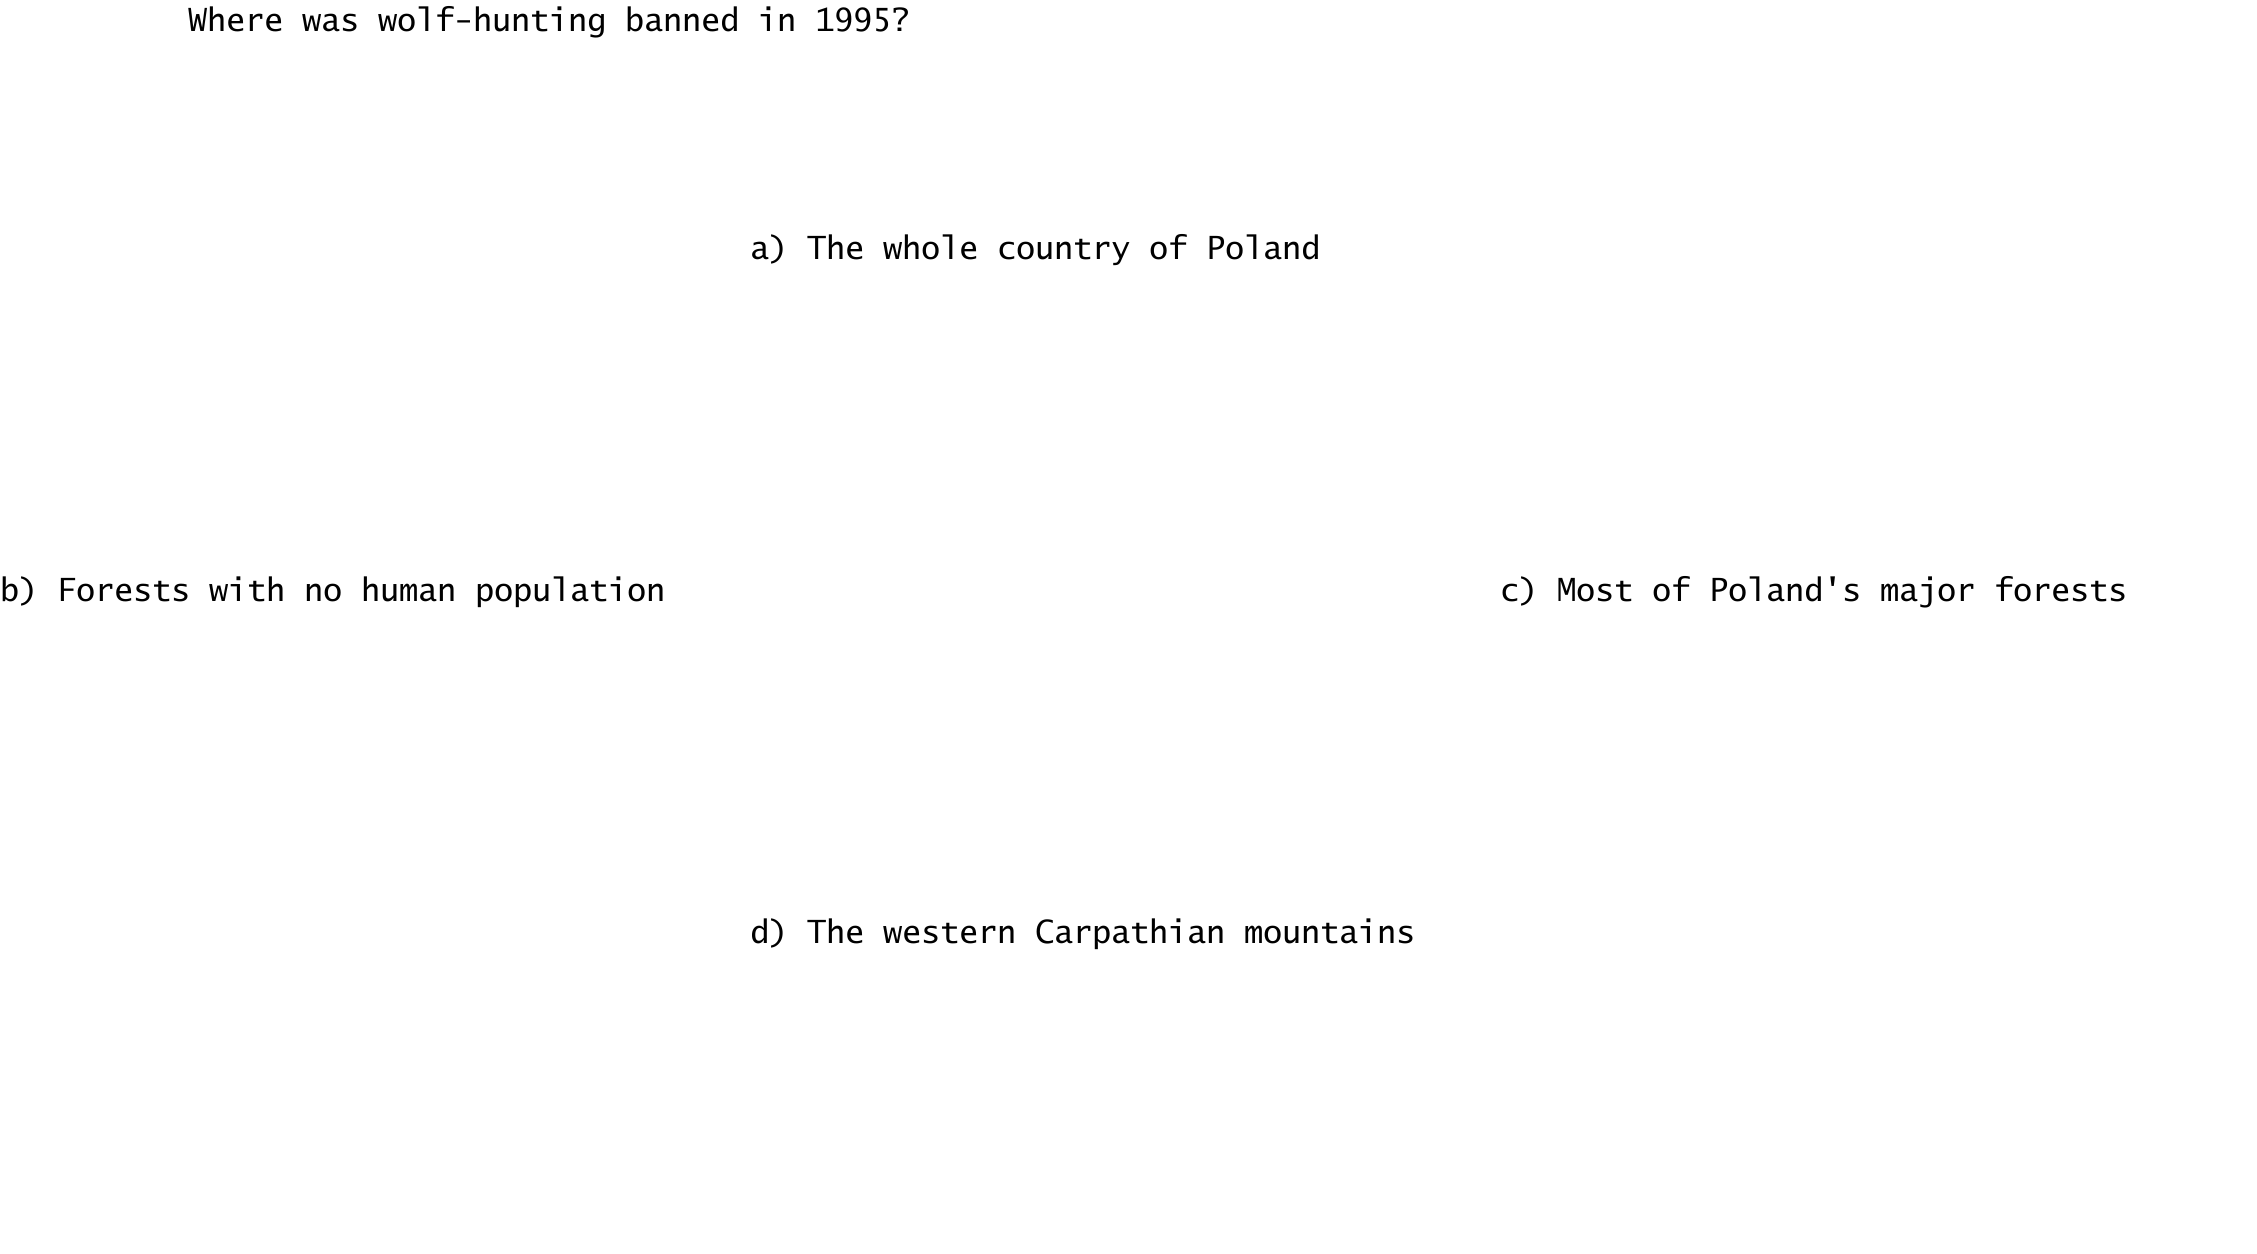 Where was wolf-hunting banned in 1995?
a) The whole country of Poland
b) Forests with no human population
c) Most of Poland's major forests
d) The western Carpathian mountains